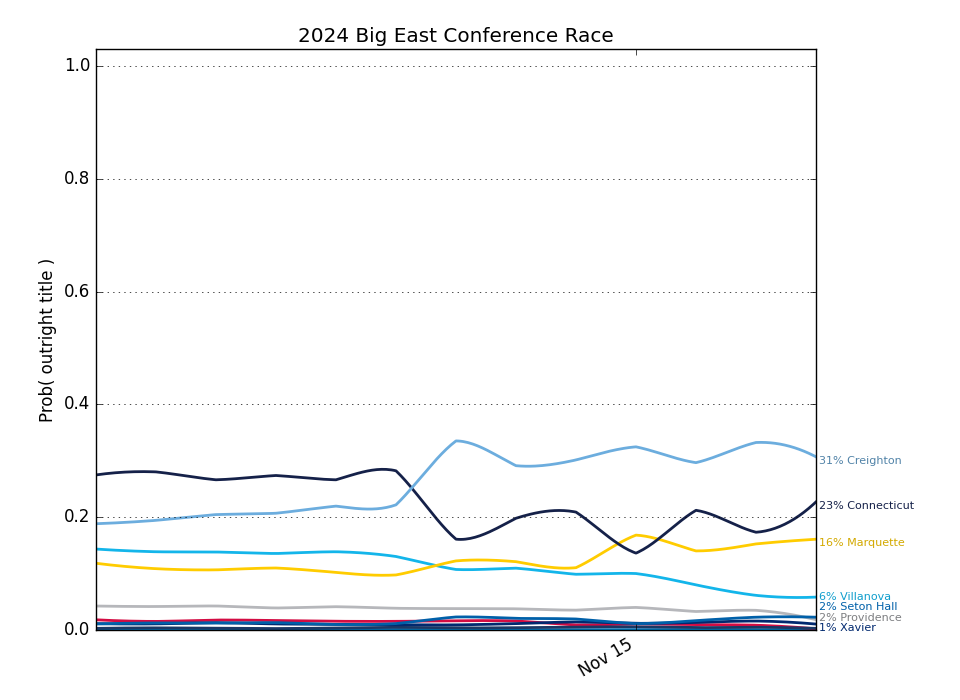 2024 Big East Conference Race
1.0
0.8
0.6
0.4
0.2
0.0
Prob( outright title )
Nov 15
31% Creighton
23% Connecticut
16% Marquette
6% Villanova
2% Seton Hall
2% Providence
1% Xavier